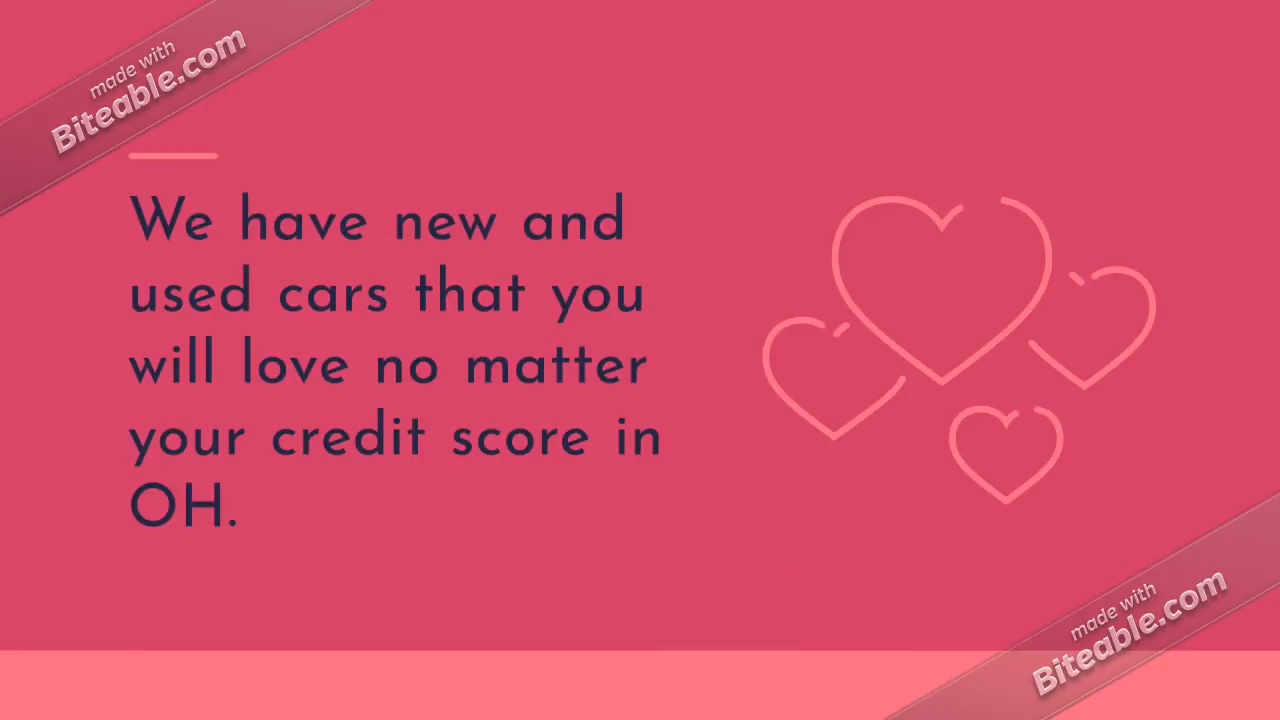 made with
Biteable.com
We have new and
used cars that you
will love no matter
your credit score in
OH.
made with
Biteable.com